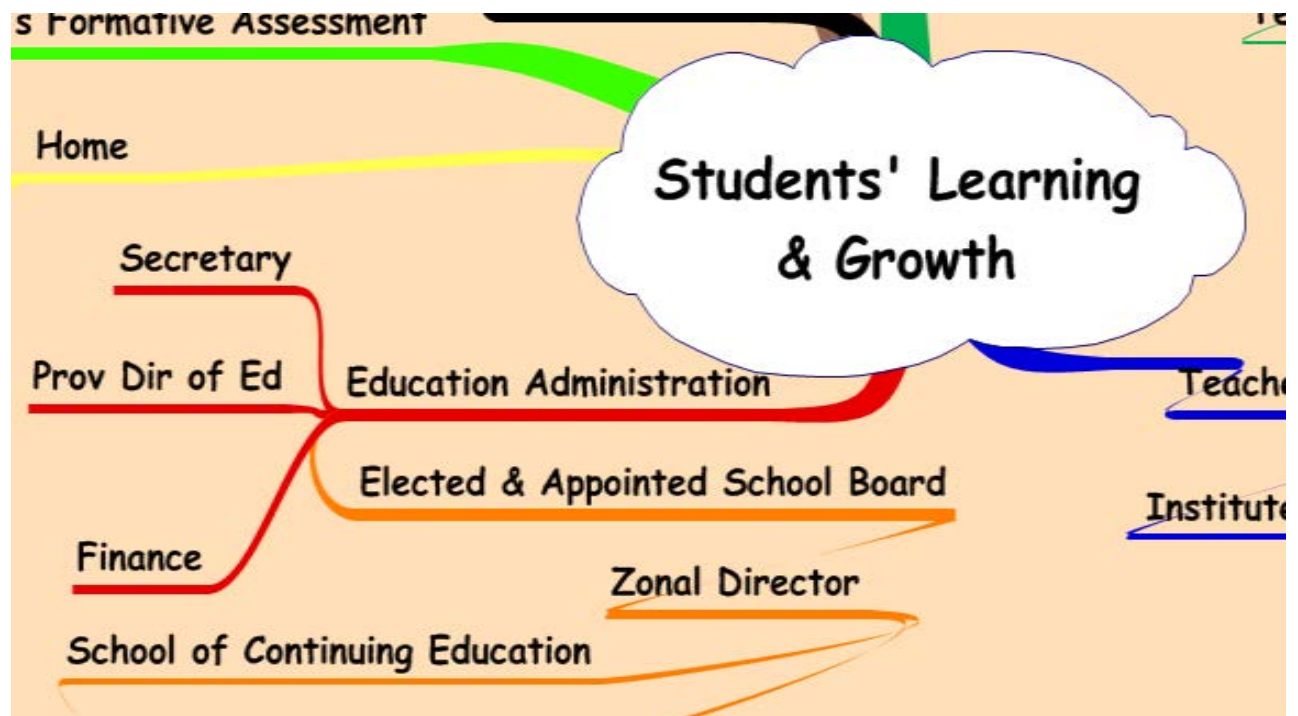 s Formative Assessment
Home
Students' Learning
& Growth
Secretary
Prov Dir of Ed
Education Administration
Elected & Appointed School Board
Finance
Zonal Director
School of Continuing Education